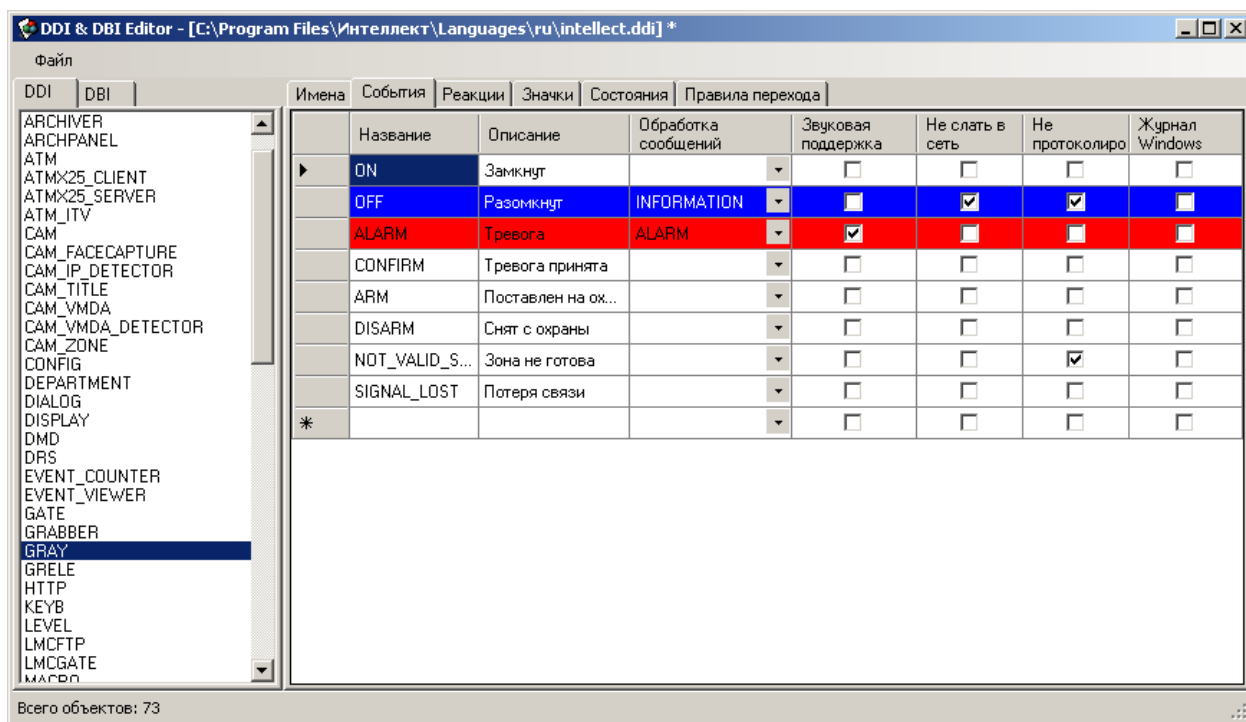 DDI & DBI Editor - [C:\Program Files\Интеллект\Languages\ru\intellect.ddi] *
Файл
DDI DBI
ARCHIVER
ARCHPANEL
ATM
ATMX25_CLIENT
ATMX25_SERVER
ATM_ITV
CAM
CAM_FACECAPTURE
CAM_IP_DETECTOR
CAM_TITLE
CAM_VMDA
CAM_VMDA_DETECTOR
CAM_ZONE
CONFIG
DEPARTMENT
DIALOG
DISPLAY
DMD
DRS
EVENT_COUNTER
EVENT_VIEWER
GATE
GRABBER
GRAY
GRELE
HTTP
KEYB
LEVEL
LMCFTP
LMCGATE
MACRO
Имена События Реакции Значки Состояния Правила перехода
Название Описание Обработка сообщений Звуковая поддержка Не слать в сеть Не протоколиро Журнал Windows
ON Замкнут
OFF Разомкнут INFORMATION
ALARM Тревога ALARM
CONFIRM Тревога принята
ARM Поставлен на ох...
DISARM Снят с охраны
NOT_VALID_S... Зона не готова
SIGNAL_LOST Потеря связи
Всего объектов: 73